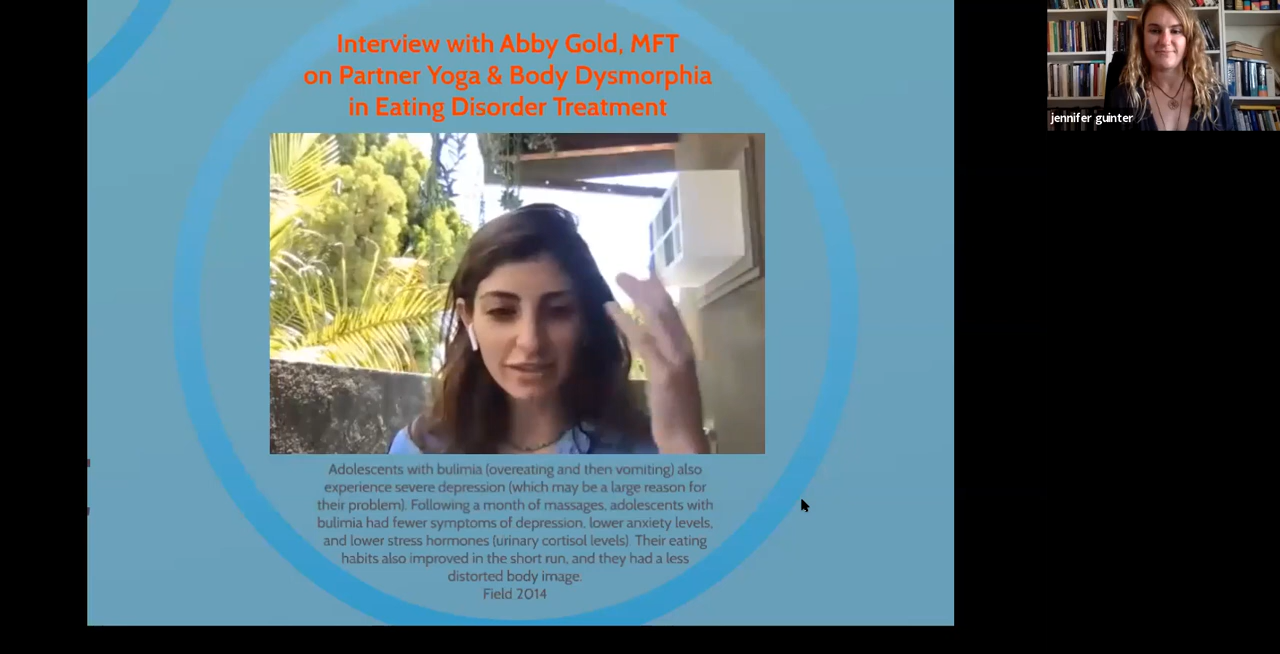 Interview with Abby Gold, MFT
on Partner Yoga & Body Dysmorphia
in Eating Disorder Treatment
jennifer guinter
Adolescents with bulimia (overeating and then vomiting) also
experience severe depression (which may be a large reason for
their problem). Following a month of massages, adolescents with
bulimia had fewer symptoms of depression, lower anxiety levels,
and lower stress hormones (urinary cortisol levels). Their eating
habits also improved in the short run, and they had a less
distorted body image.
Field 2014